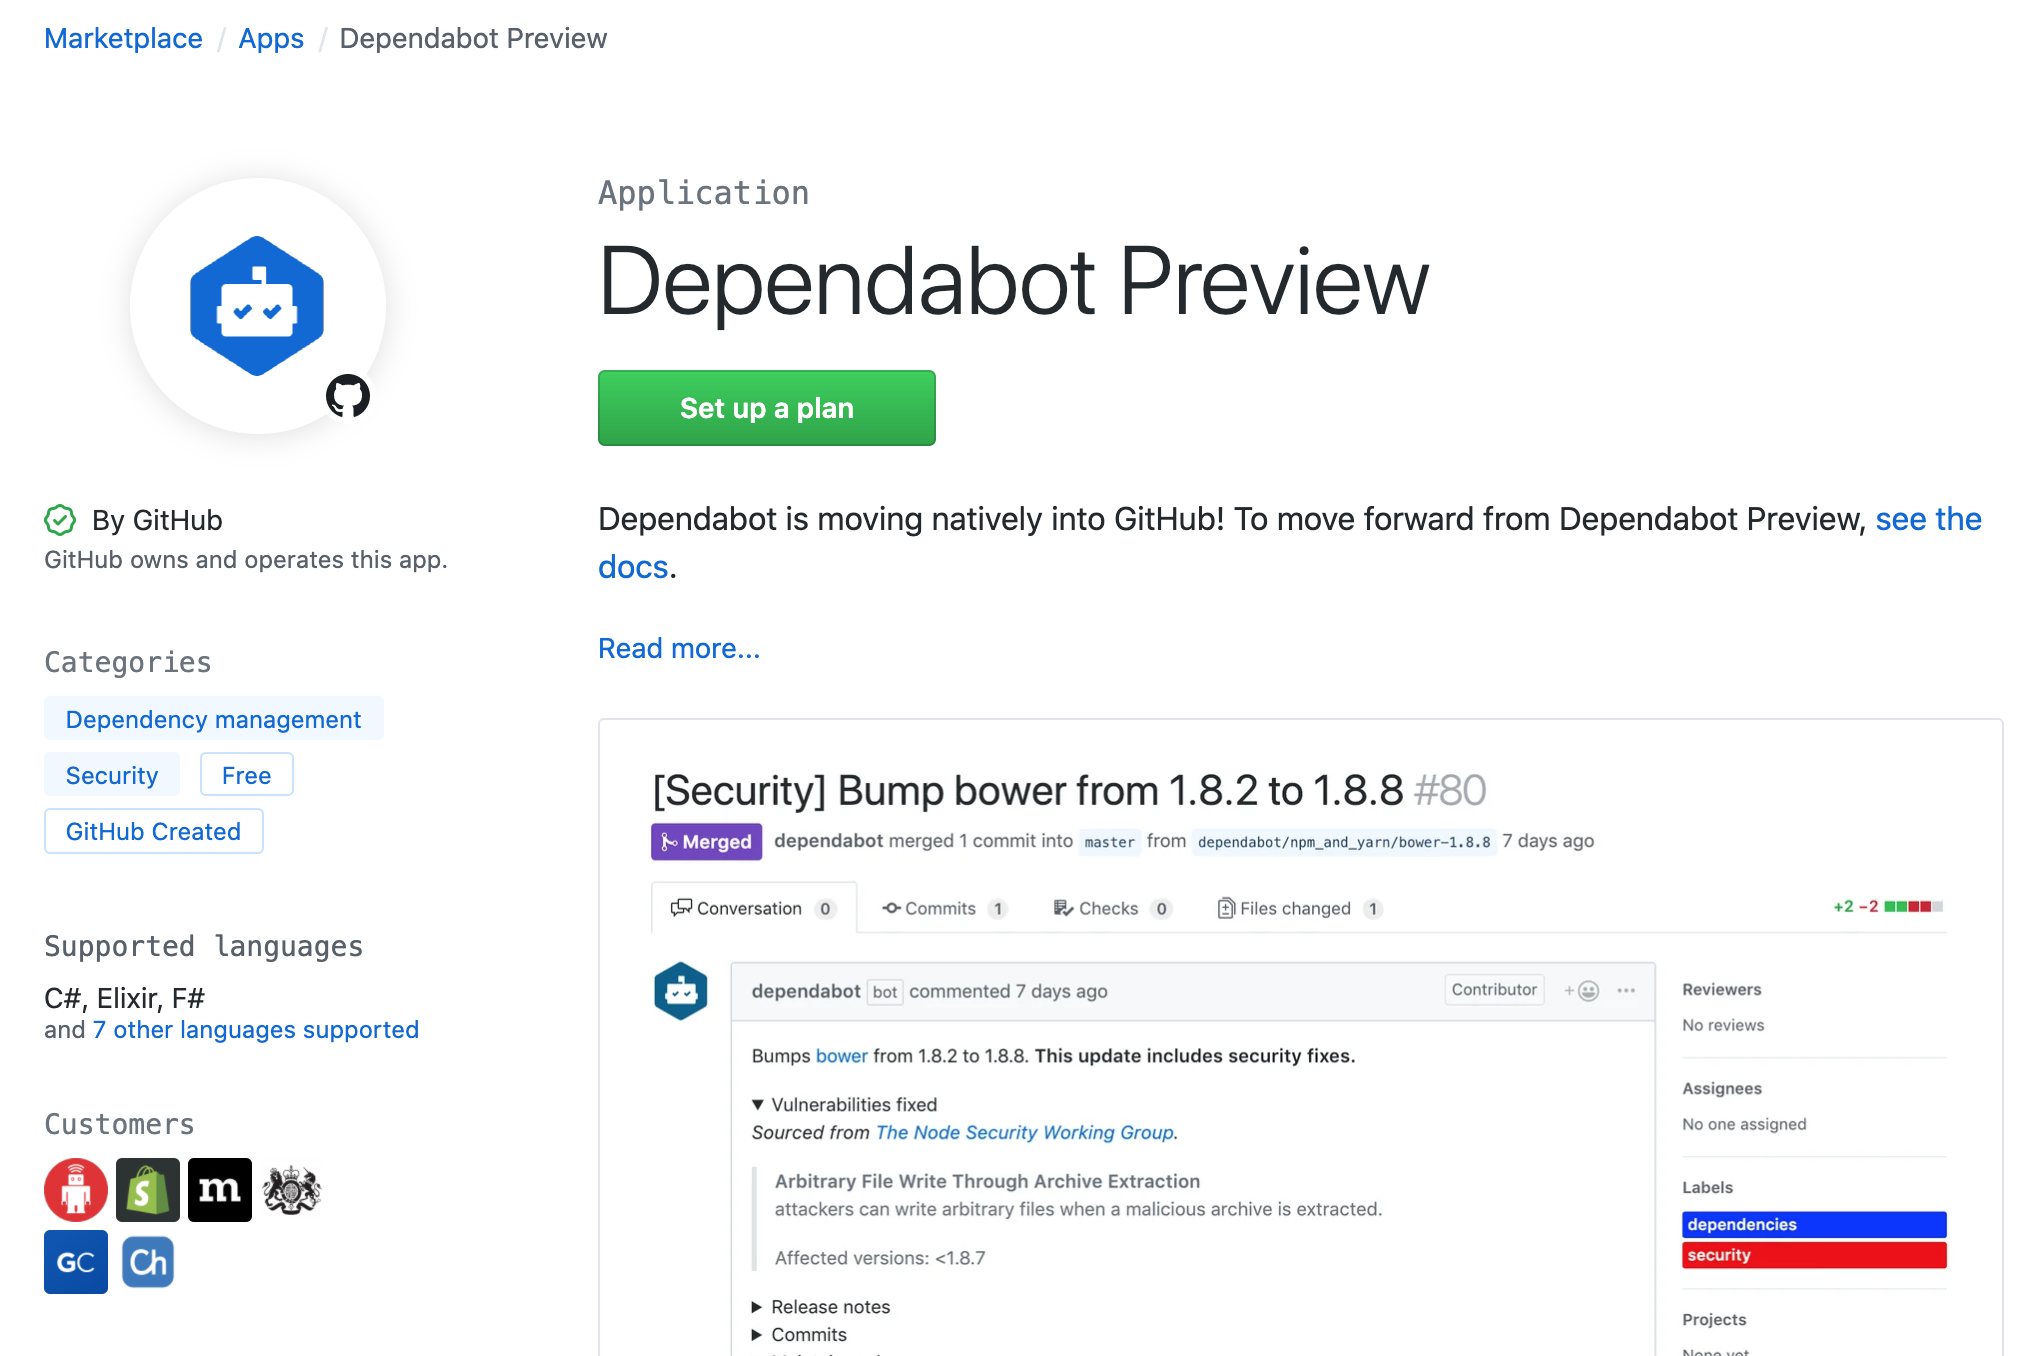 Marketplace / Apps / Dependabot Preview
Application
Dependabot Preview
Set up a plan
By GitHub
GitHub owns and operates this app.
Dependabot is moving natively into GitHub! To move forward from Dependabot Preview, see the
docs.
Read more...
Categories
Dependency management
Security Free
GitHub Created
Supported languages
C#, Elixir, F#
and 7 other languages supported
Customers
S m
GC Ch
[Security] Bump bower from 1.8.2 to 1.8.8 #80
Merged dependabot merged 1 commit into master from dependabot/npm_and_yarn/bower-1.8.8 7 days ago
Conversation 0 Commits 1 Checks 0 Files changed 1 +2 −2
dependabot bot commented 7 days ago Contributor
Bumps bower from 1.8.2 to 1.8.8. This update includes security fixes.
▼ Vulnerabilities fixed
Sourced from The Node Security Working Group.
Arbitrary File Write Through Archive Extraction
attackers can write arbitrary files when a malicious archive is extracted.
Affected versions: <1.8.7
▶ Release notes
▶ Commits
Reviewers
No reviews
Assignees
No one assigned
Labels
dependencies
security
Projects
None yet